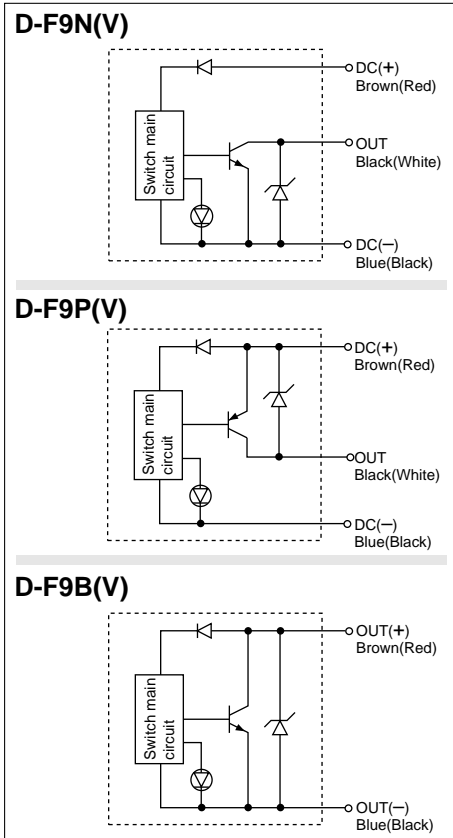 D-F9N(V)
DC(+)
Brown(Red)
Switch main
circuit
OUT
Black(White)
DC(−)
Blue(Black)
D-F9P(V)
DC(+)
Brown(Red)
Switch main
circuit
OUT
Black(White)
DC(−)
Blue(Black)
D-F9B(V)
OUT(+)
Brown(Red)
Switch main
circuit
OUT(−)
Blue(Black)